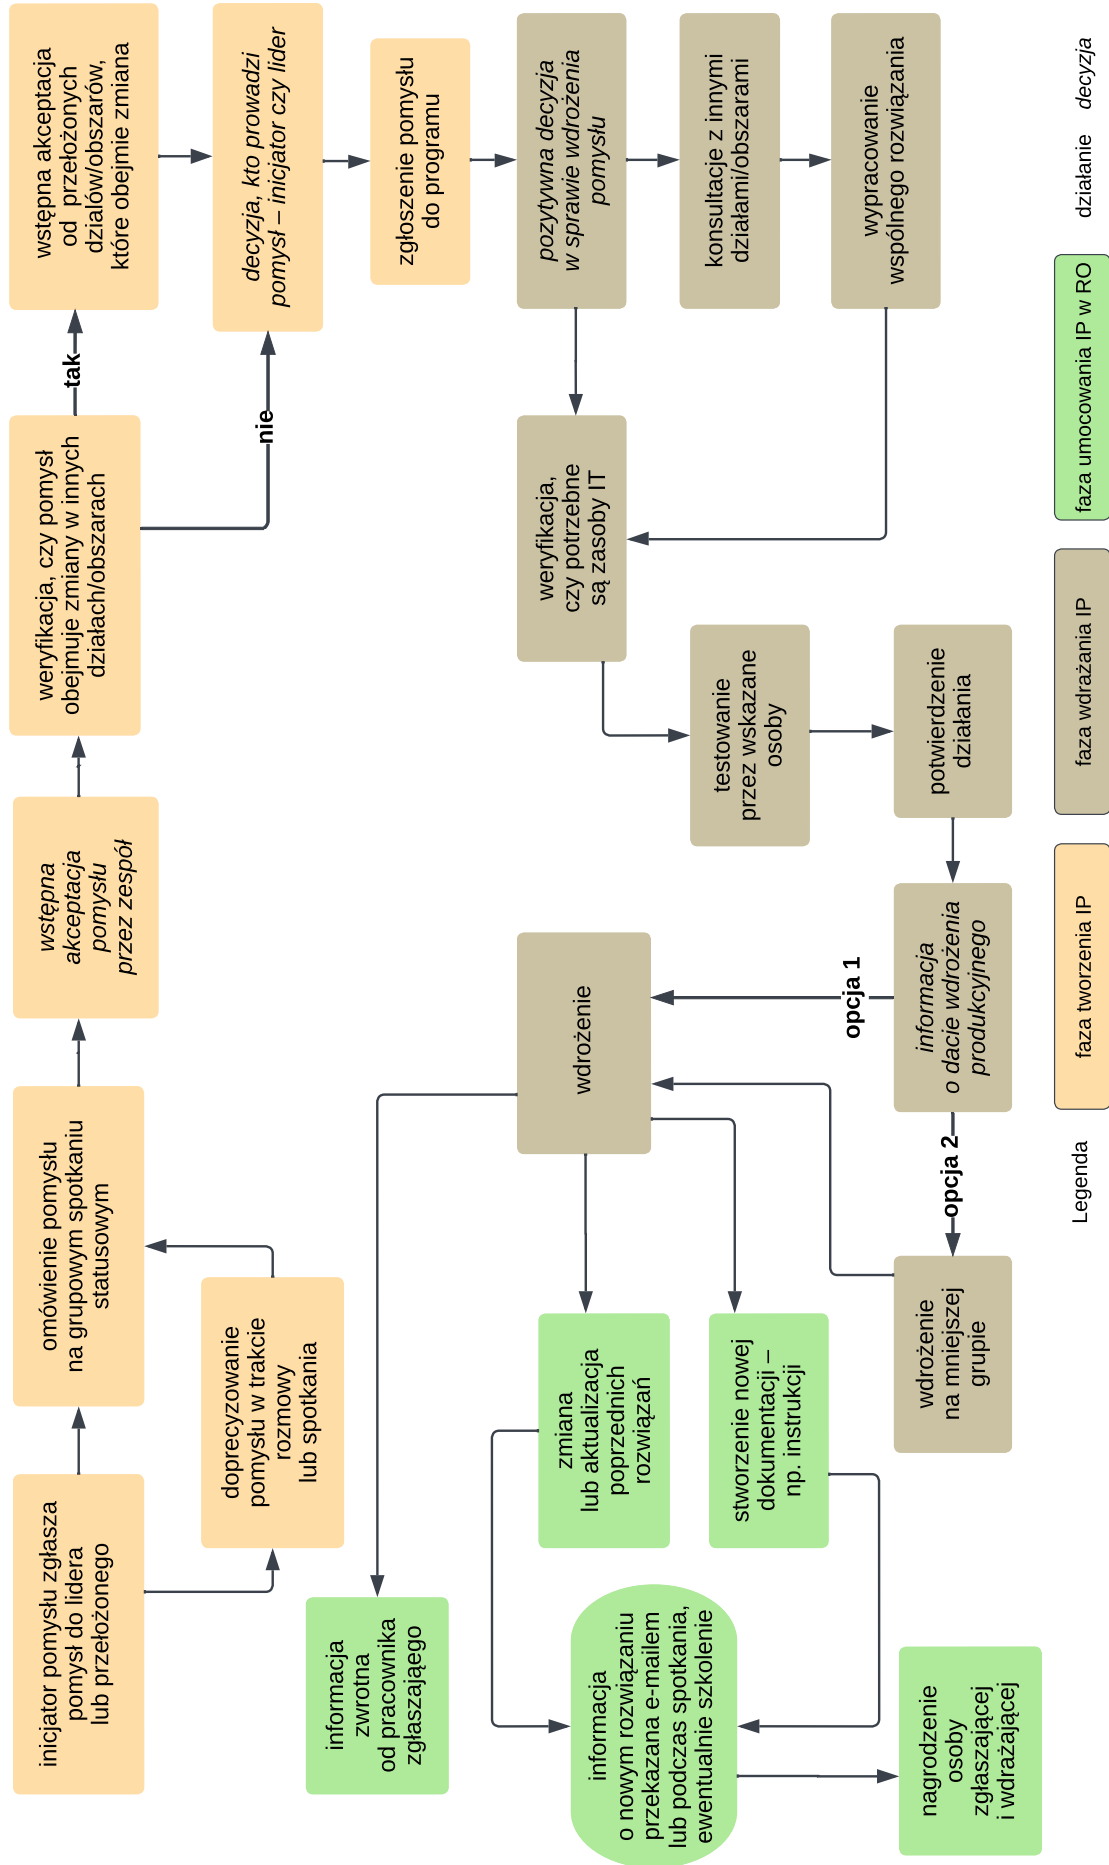 inicjator pomysłu zgłasza
pomysł do lidera
lub przełożonego
doprecyzowanie
pomysłu w trakcie
rozmowy
lub spotkania
omówienie pomysłu
na grupowym spotkaniu
statusowym
wstępna
akceptacja
pomysłu
przez zespół
weryfikacja, czy pomysł
obejmuje zmiany w innych
działach/obszarach
tak
nie
wstępna akceptacja
od przełożonych
dzialów/obszarów,
które obejmie zmiana
decyzja, kto prowadzi
pomysł – inicjator czy lider
zgłoszenie pomysłu
do programu
pozytywna decyzja
w sprawie wdrożenia
pomysłu
konsultacje z innymi
działami/obszarami
wypracowanie
wspólnego rozwiązania
weryfikacja,
czy potrzebne
są zasoby IT
testowanie
przez wskazane
osoby
potwierdzenie
działania
informacja
o dacie wdrożenia
produkcyjnego
opcja 1
opcja 2
wdrożenie
na mniejszej
grupie
wdrożenie
informacja
zwrotna
od pracownika
zgłaszającego
zmiana
lub aktualizacja
poprzednich
rozwiązań
stworzenie nowej
dokumentacji –
np. instrukcji
informacja
o nowym rozwiązaniu
przekazana e-mailem
lub podczas spotkania,
ewentualnie szkolenie
nagrodzenie
osoby
zgłaszającej
i wdrażającej
Legenda
faza tworzenia IP
faza wdrażania IP
faza umocowania IP w RO
działanie
decyzja